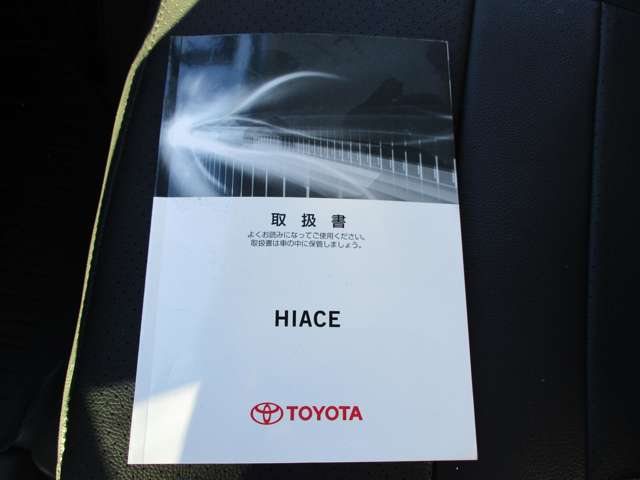 取扱書
よくお読みになってご使用ください。
取扱書は車の中に保管しましょう。
HIACE
TOYOTA